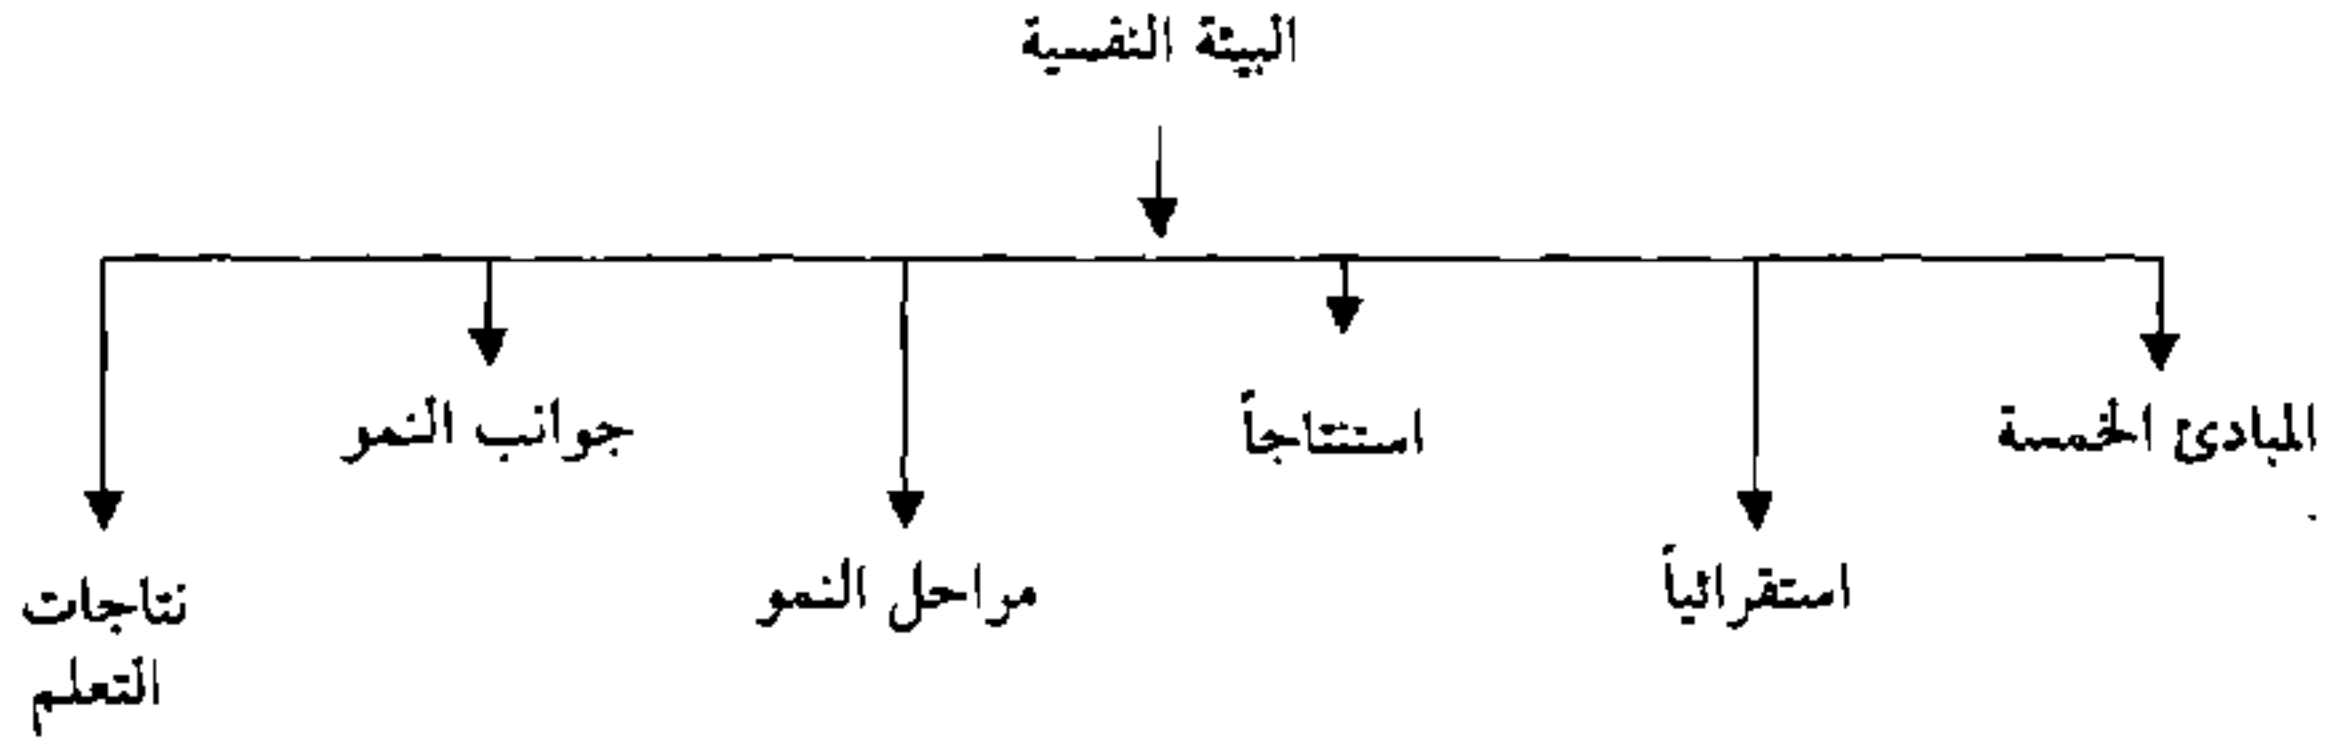 البيئة النفسية
المبادئ الخمسة
استقرائياً
استنتاجاً
مراحل النمو
جوانب النمو
نتاجات
التعلم